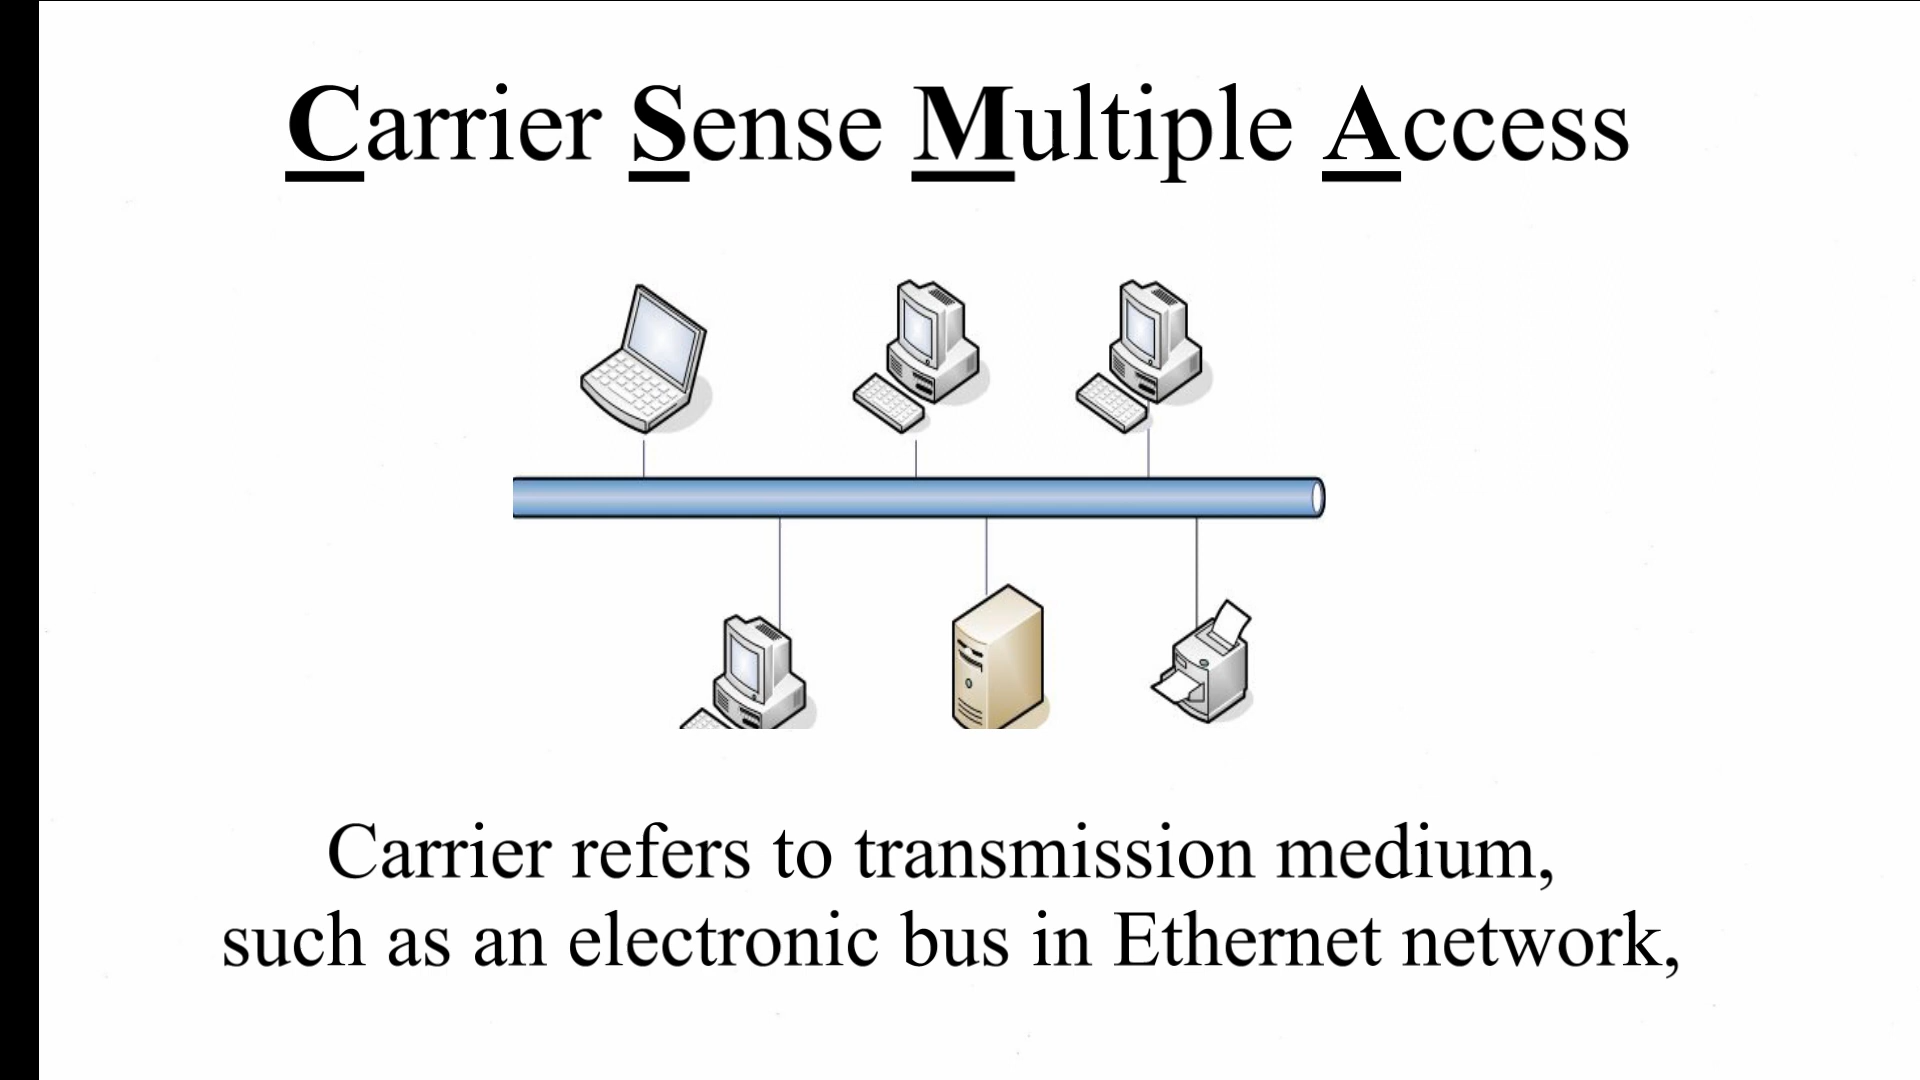 Carrier Sense Multiple Access
Carrier refers to transmission medium,
such as an electronic bus in Ethernet network,